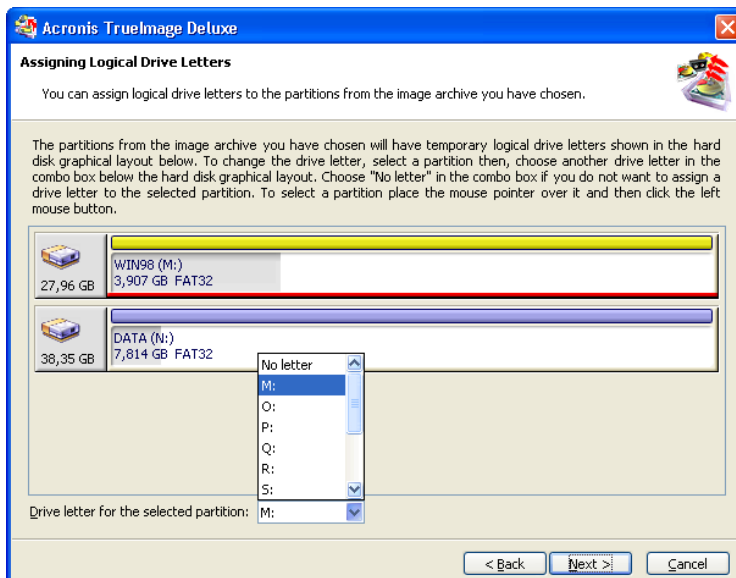 Acronis TrueImage Deluxe
Assigning Logical Drive Letters
You can assign logical drive letters to the partitions from the image archive you have chosen.
The partitions from the image archive you have chosen will have temporary logical drive letters shown in the hard
disk graphical layout below. To change the drive letter, select a partition then, choose another drive letter in the
combo box below the hard disk graphical layout. Choose "No letter" in the combo box if you do not want to assign a
drive letter to the selected partition. To select a partition place the mouse pointer over it and then click the left
mouse button.
27,96 GB
WIN98 (M:)
3,907 GB FAT32
38,35 GB
DATA (N:)
7,814 GB FAT32
No letter
M:
O:
P:
Q:
R:
S:
Drive letter for the selected partition: M:
< Back Next > Cancel